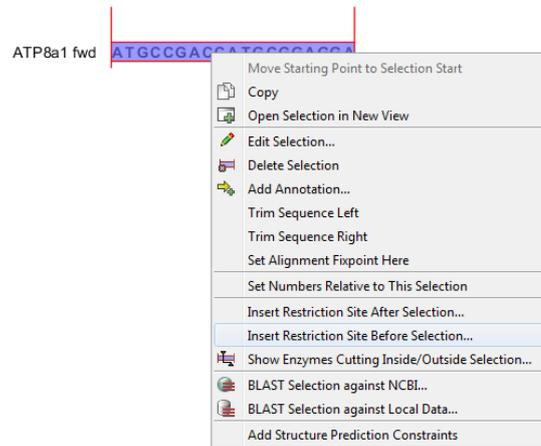 ATP8a1 fwd
Move Starting Point to Selection Start
Copy
Open Selection in New View
Edit Selection...
Delete Selection
Add Annotation...
Trim Sequence Left
Trim Sequence Right
Set Alignment Fixpoint Here
Set Numbers Relative to This Selection
Insert Restriction Site After Selection...
Insert Restriction Site Before Selection...
Show Enzymes Cutting Inside/Outside Selection...
BLAST Selection against NCBI...
BLAST Selection against Local Data...
Add Structure Prediction Constraints